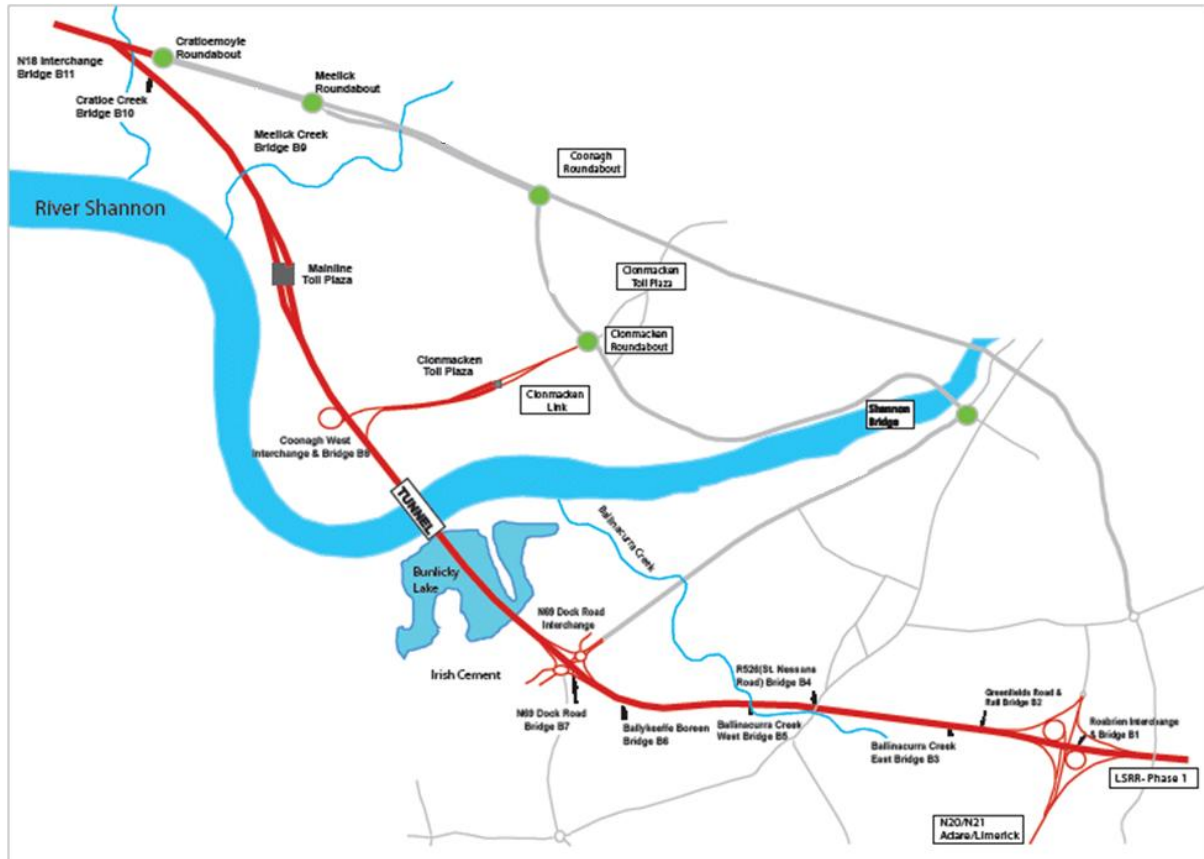 Cratloemoyle
Roundabout
N18 Interchange
Bridge B11
Meelick
Roundabout
Cratloe Creek
Bridge B10
Meelick Creek
Bridge B9
Coonagh
Roundabout
River Shannon
Mainline
Toll Plaza
Clonmacken
Toll Plaza
Clonmacken
Roundabout
Clonmacken
Toll Plaza
Clonmacken
Link
Shannon
Bridge
Coonagh West
Interchange & Bridge B8
TUNNEL
Ballinacurra Creek
Bunlicky
Lake
N69 Dock Road
Interchange
Irish Cement
R526(St. Nessans
Road) Bridge B4
Greenfields Road &
Rail Bridge B2
N69 Dock Road
Bridge B7
Ballykeeffe Boreen
Bridge B6
Ballinacurra Creek
West Bridge B5
Rosbrien Interchange
& Bridge B1
Ballinacurra Creek
East Bridge B3
LSRR- Phase 1
N20/N21
Adare/Limerick